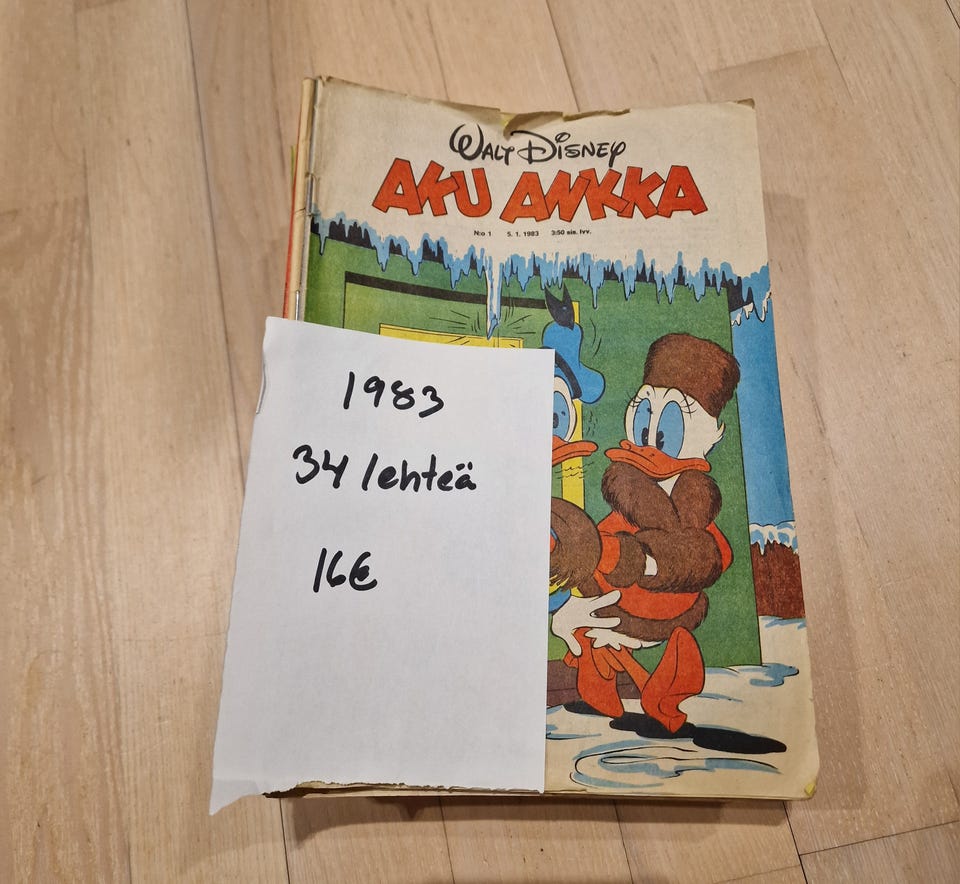 WALT DISNEY
AKU ANKKA
N:o 1 5. 1. 1983 3:50 sis. lvv.
1983
34 lehteä
16€